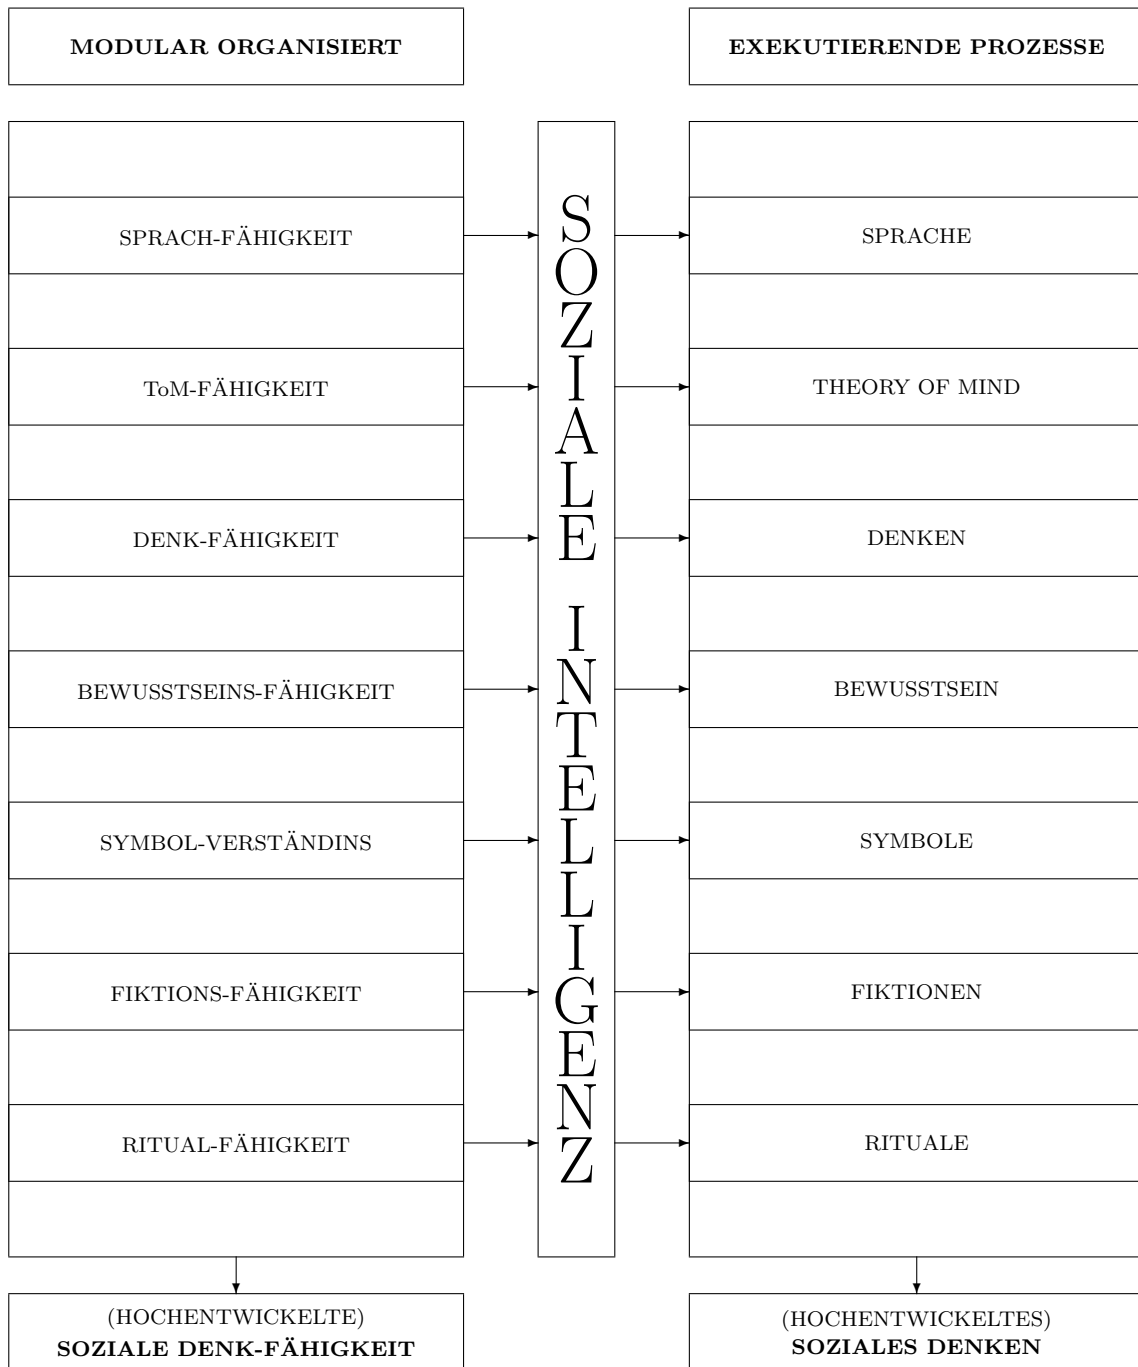 MODULAR ORGANISIERT
EXEKUTIERENDE PROZESSE
SPRACH-FÄHIGKEIT
SPRACHE
ToM-FÄHIGKEIT
THEORY OF MIND
DENK-FÄHIGKEIT
DENKEN
BEWUSSTSEINS-FÄHIGKEIT
BEWUSSTSEIN
SYMBOL-VERSTÄNDINS
SYMBOLE
FIKTIONS-FÄHIGKEIT
FIKTIONEN
RITUAL-FÄHIGKEIT
RITUALE
SOZIALE INTELLIGENZ
(HOCHENTWICKELTE)
SOZIALE DENK-FÄHIGKEIT
(HOCHENTWICKELTES)
SOZIALES DENKEN